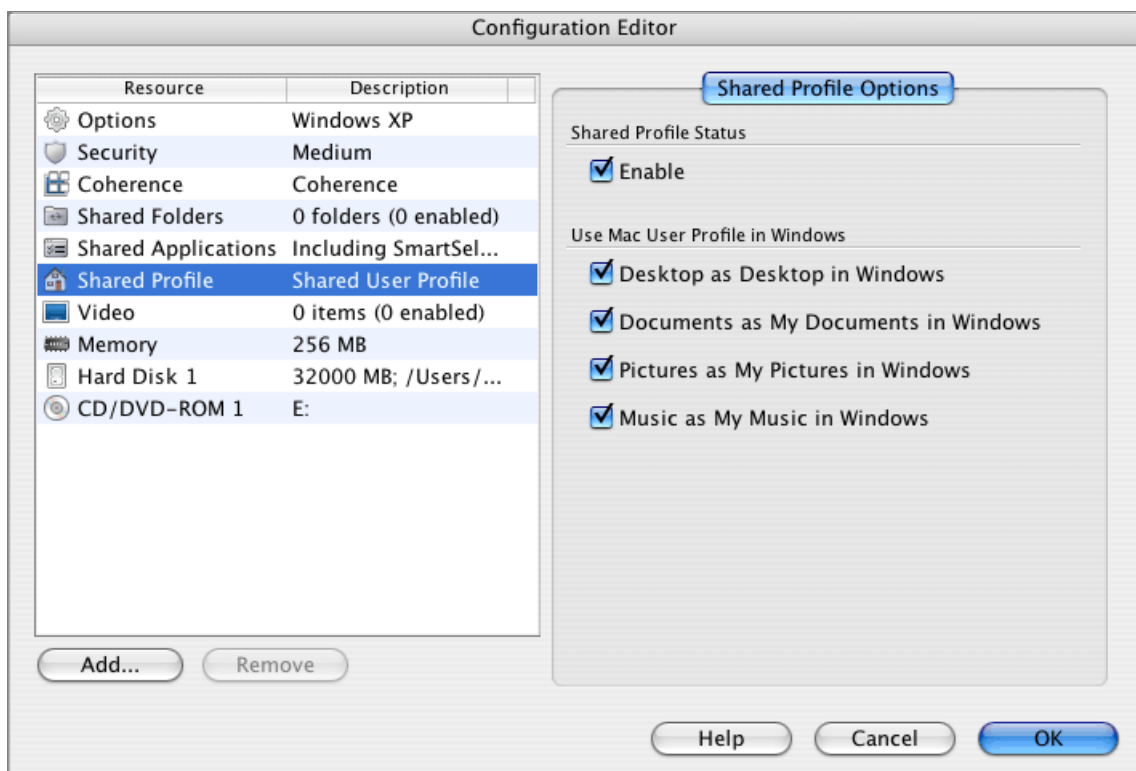 Configuration Editor
Resource Description
Options Windows XP
Security Medium
Coherence Coherence
Shared Folders 0 folders (0 enabled)
Shared Applications Including SmartSel...
Shared Profile Shared User Profile
Video 0 items (0 enabled)
Memory 256 MB
Hard Disk 1 32000 MB; /Users/...
CD/DVD-ROM 1 E:
Add... Remove
Shared Profile Options
Shared Profile Status
Enable
Use Mac User Profile in Windows
Desktop as Desktop in Windows
Documents as My Documents in Windows
Pictures as My Pictures in Windows
Music as My Music in Windows
Help Cancel OK